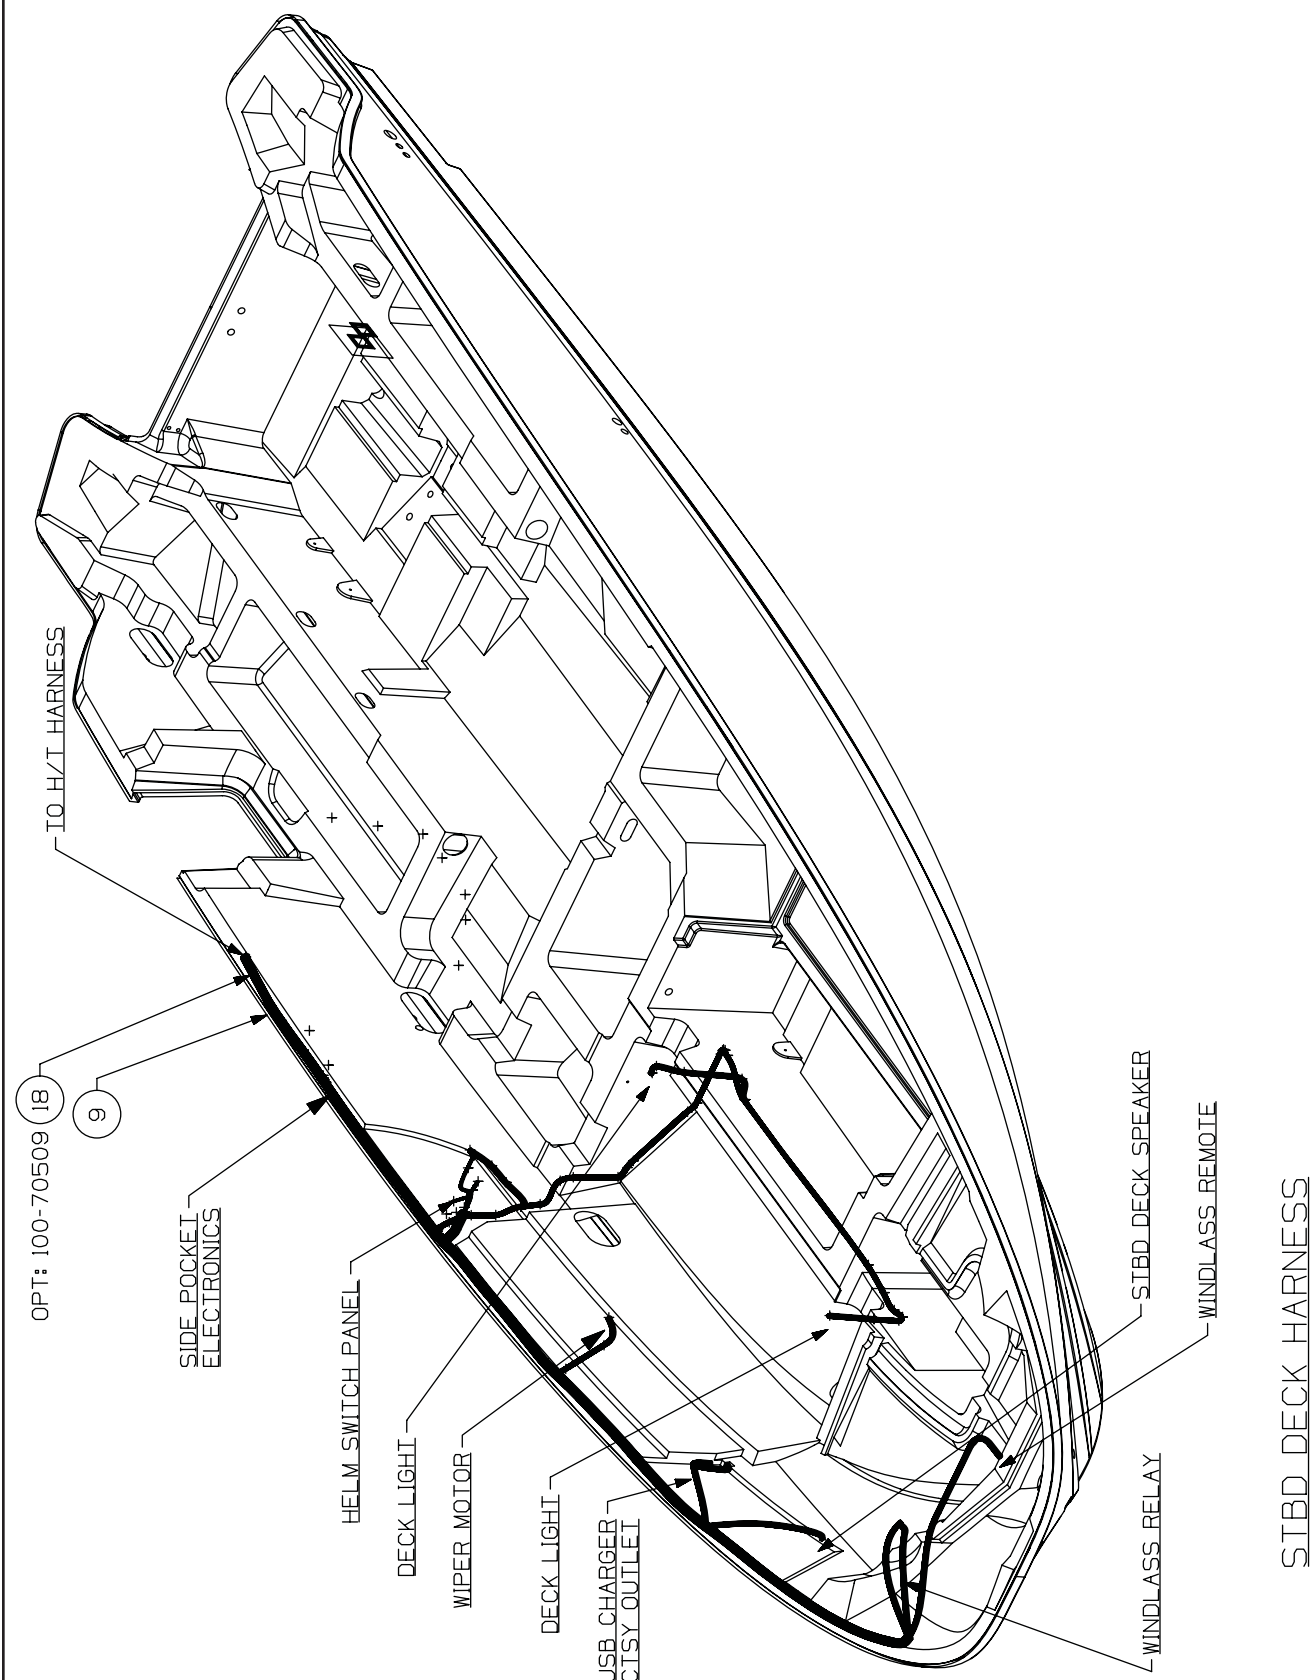 TO H/T HARNESS
OPT: 100-70509 18
9
SIDE POCKET
ELECTRONICS
HELM SWITCH PANEL
DECK LIGHT
WIPER MOTOR
DECK LIGHT
USB CHARGER
CTSY OUTLET
STBD DECK SPEAKER
WINDLASS REMOTE
WINDLASS RELAY
STBD DECK HARNESS